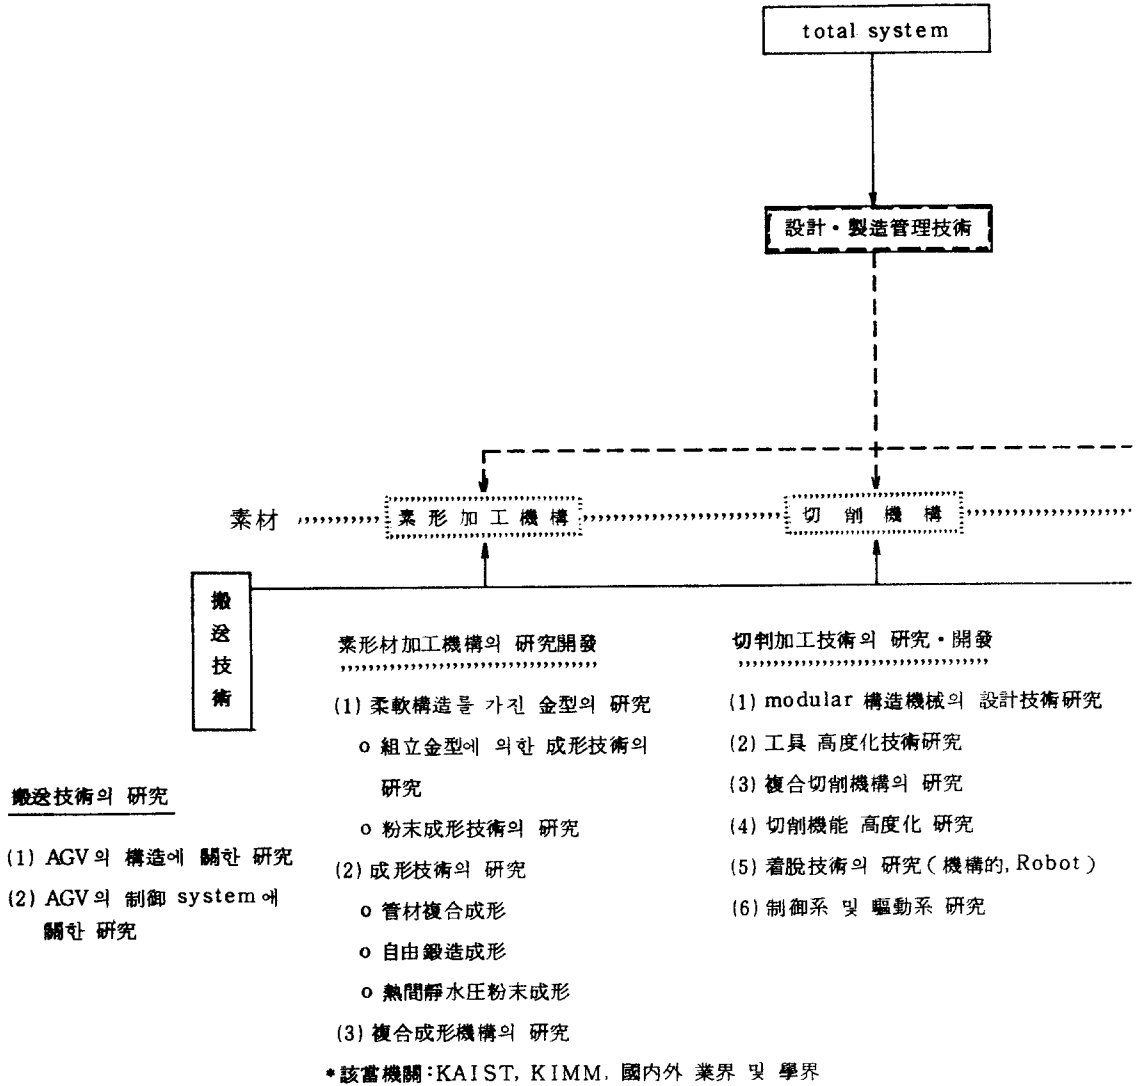 total system
設計・製造管理技術
素材
素形加工機構
切削機構
搬送技術
素形材加工機構의 研究開發
(1) 柔軟構造를 가진 金型의 研究
o 組立金型에 의한 成形技術의
研究
o 粉末成形技術의 研究
(2) 成形技術의 研究
o 管材複合成形
o 自由鍛造成形
o 熱間靜水圧粉末成形
(3) 複合成形機構의 研究
切判加工技術의 研究・開發
(1) modular 構造機械의 設計技術研究
(2) 工具 高度化技術研究
(3) 複合切削機構의 研究
(4) 切削機能 高度化 研究
(5) 着脫技術의 研究 ( 機構的, Robot )
(6) 制御系 및 驅動系 研究
搬送技術의 研究
(1) AGV의 構造에 關한 研究
(2) AGV의 制御 system에
關한 研究
*該當機關:KAIST, KIMM, 國內外 業界 및 學界